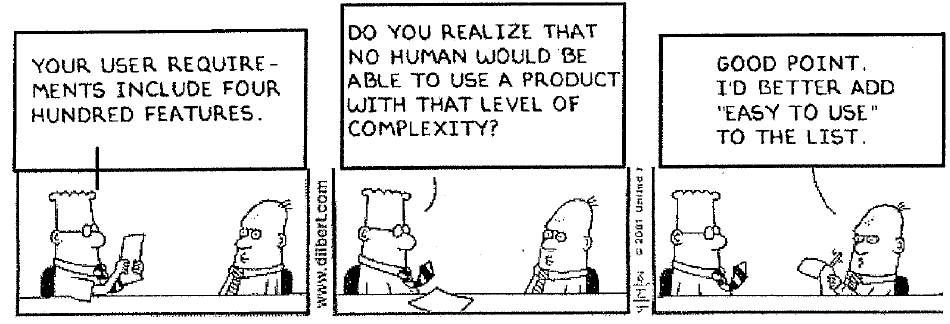 YOUR USER REQUIRE-
MENTS INCLUDE FOUR
HUNDRED FEATURES.
DO YOU REALIZE THAT
NO HUMAN WOULD BE
ABLE TO USE A PRODUCT
WITH THAT LEVEL OF
COMPLEXITY?
GOOD POINT.
I'D BETTER ADD
"EASY TO USE"
TO THE LIST.
www.dilbert.com
© 2001 United